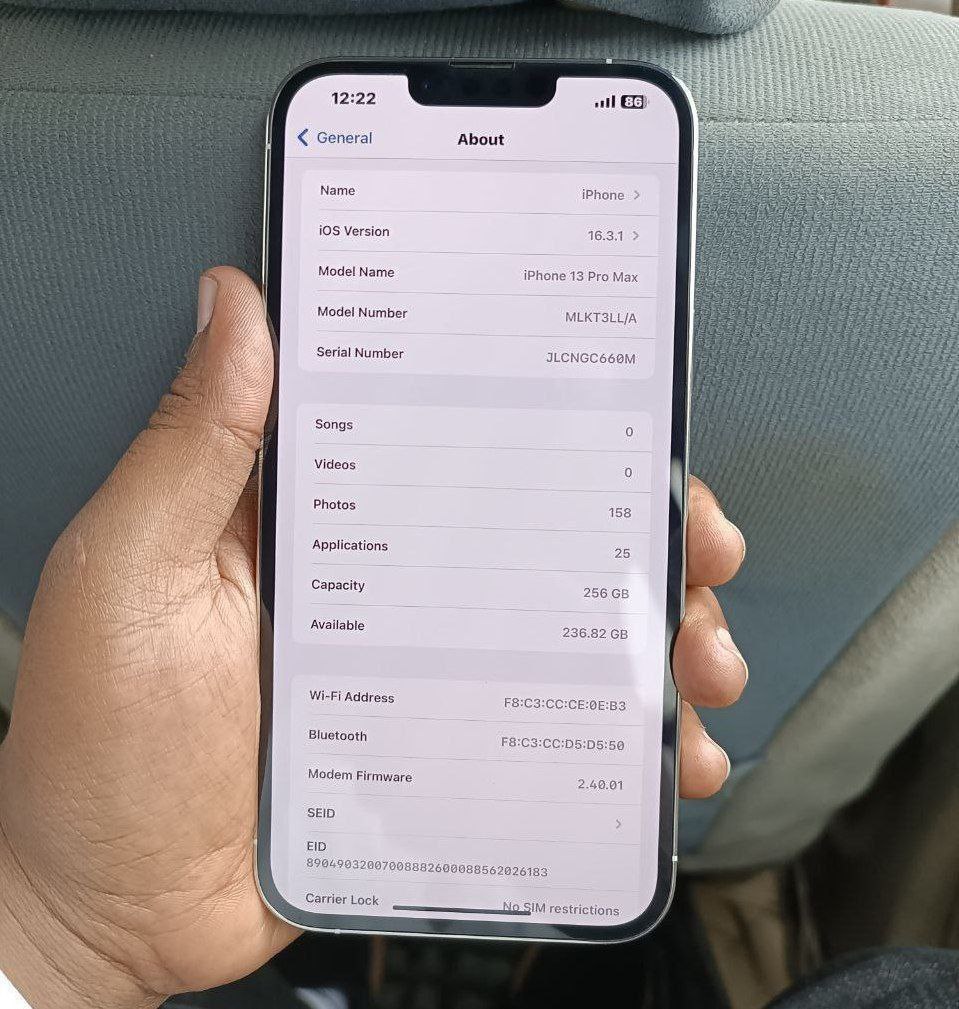 12:22 86
General About
Name iPhone
iOS Version 16.3.1
Model Name iPhone 13 Pro Max
Model Number MLKT3LL/A
Serial Number JLCNGC660M
Songs 0
Videos 0
Photos 158
Applications 25
Capacity 256 GB
Available 236.82 GB
Wi-Fi Address F8:C3:CC:CE:0E:B3
Bluetooth F8:C3:CC:D5:D5:50
Modem Firmware 2.40.01
SEID
EID
89049032007008882600088562026183
Carrier Lock No SIM restrictions